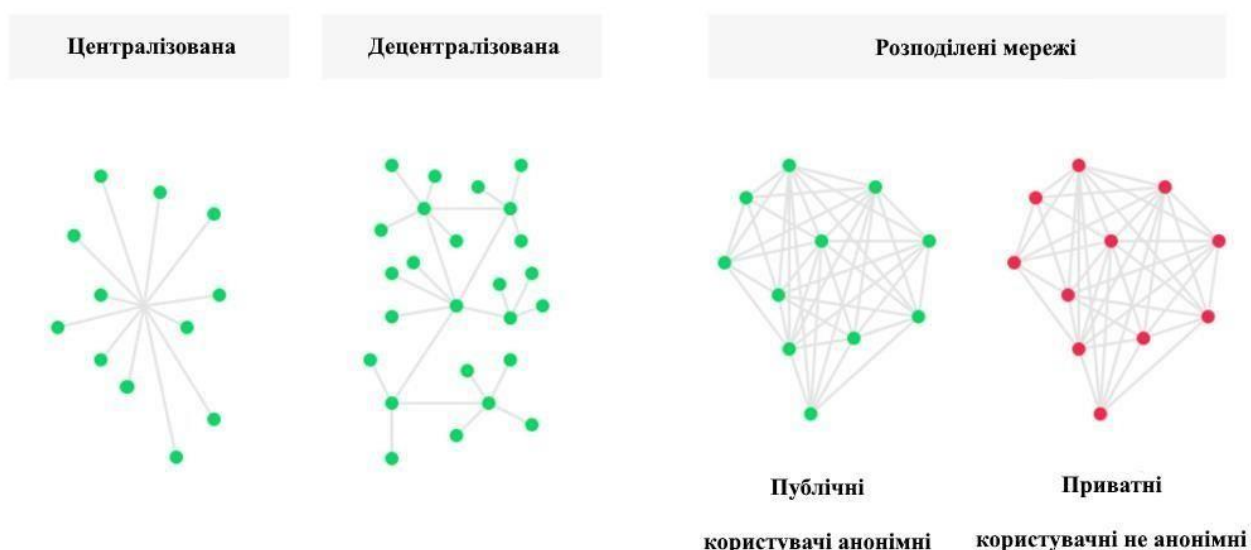 Централізована
Децентралізована
Розподілені мережі
Публічні
Приватні
користувачі анонімні
користувачні не анонімні